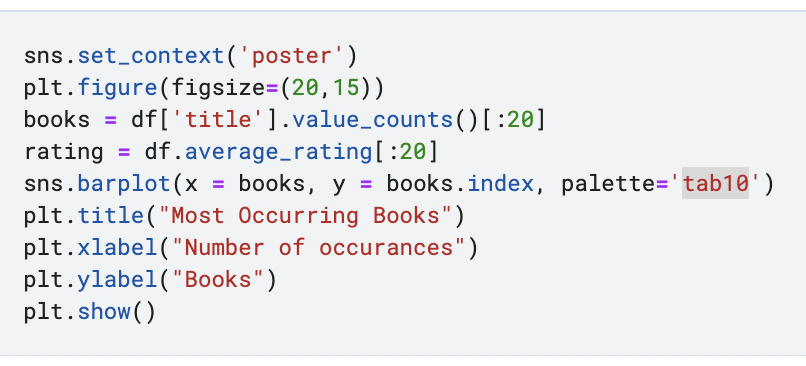 sns.set_context('poster')
plt.figure(figsize=(20,15))
books = df['title'].value_counts()[:20]
rating = df.average_rating[:20]
sns.barplot(x = books, y = books.index, palette='tab10')
plt.title("Most Occurring Books")
plt.xlabel("Number of occurances")
plt.ylabel("Books")
plt.show()